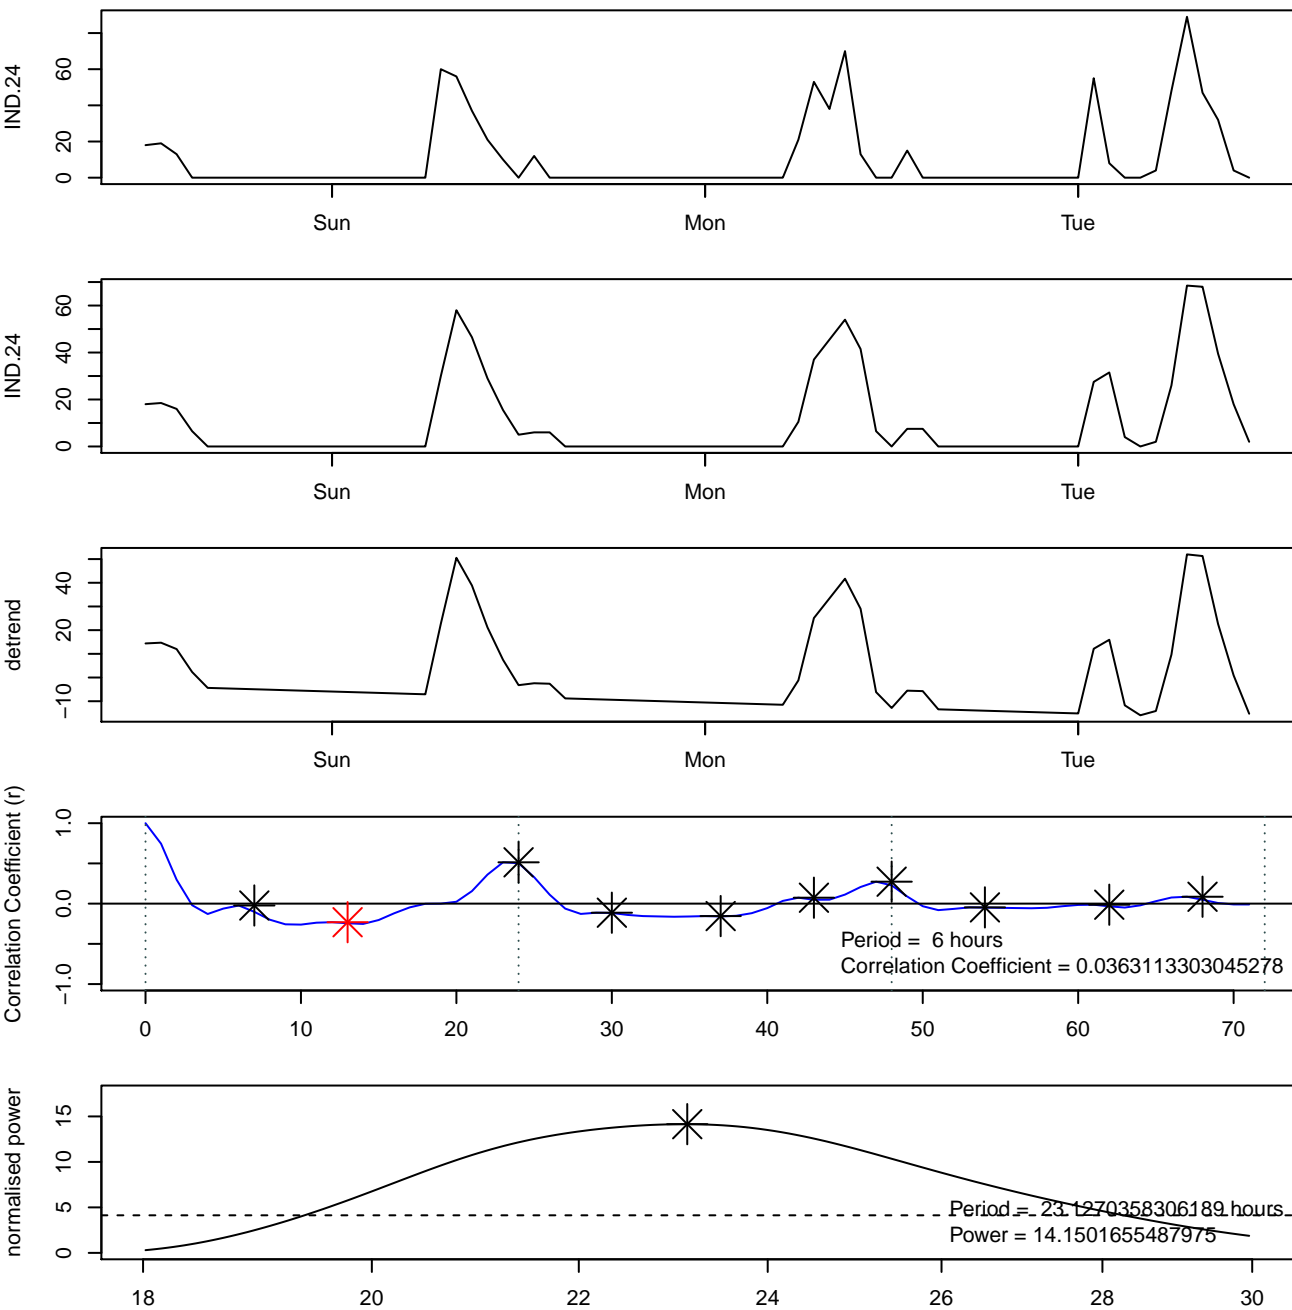 IND.24
0 20 60
Sun Mon Tue
IND.24
0 20 40 60
Sun Mon Tue
detrend
−10 20 40
Sun Mon Tue
Correlation Coefficient (r)
−1.0 0.0 1.0
Period = 6 hours
Correlation Coefficient = 0.0363113303045278
0 10 20 30 40 50 60 70
normalised power
0 5 10 15
Period = 23.1270358306189 hours
Power = 14.1501655487975
18 20 22 24 26 28 30